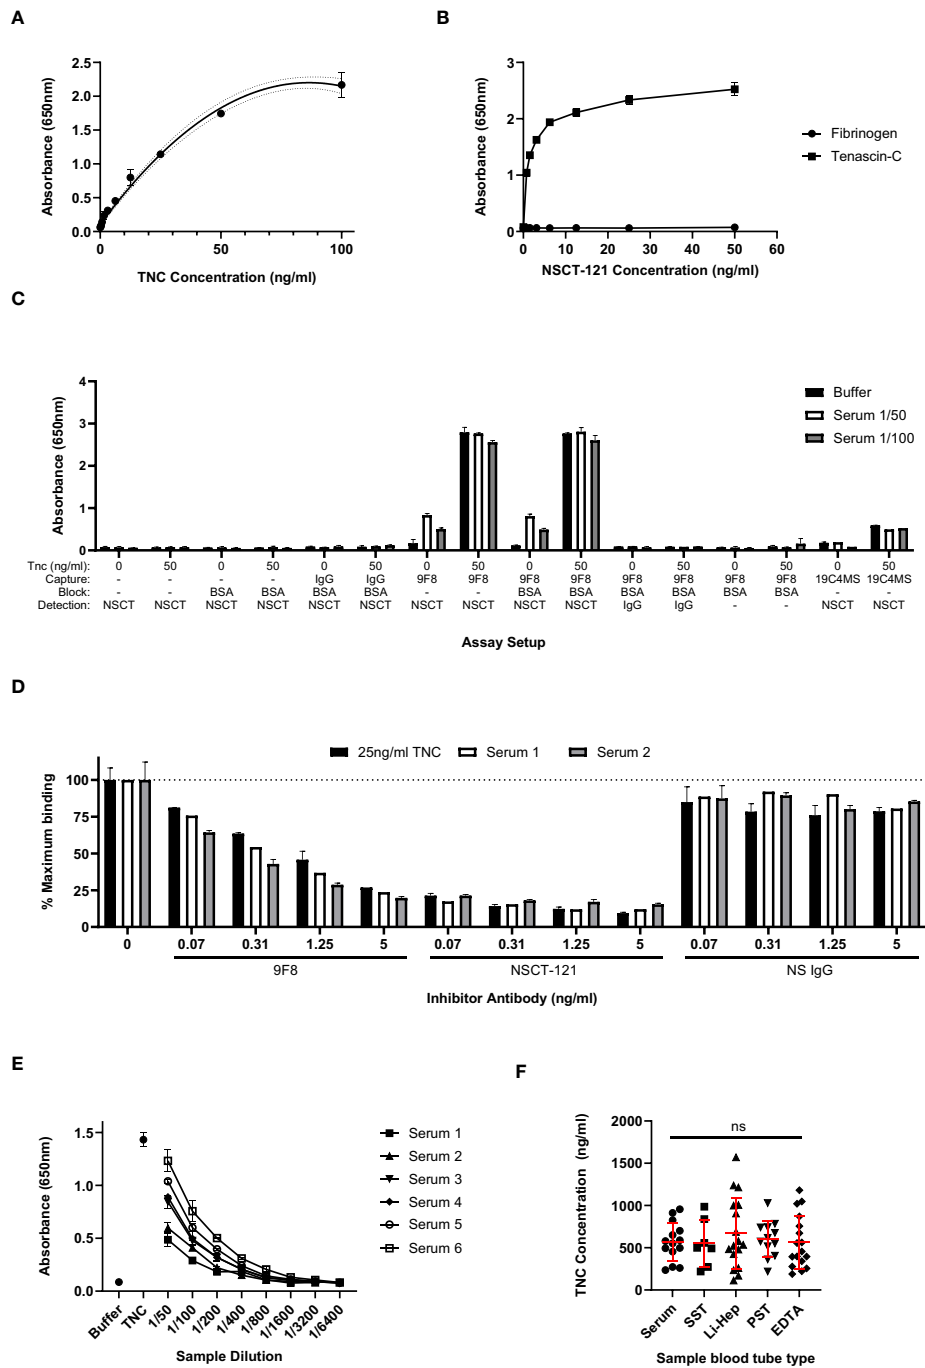 A
B
2.5
2.0
1.5
1.0
0.5
0.0
Absorbance (650nm)
0
50
100
TNC Concentration (ng/ml)
3
2
1
0
Absorbance (650nm)
0
10
20
30
40
50
60
NSCT-121 Concentration (ng/ml)
Fibrinogen
Tenascin-C
C
4
3
2
1
0
Absorbance (650nm)
Buffer
Serum 1/50
Serum 1/100
Tnc (ng/ml): 0 50 0 50 0 50 0 50 0 50 0 50 0 50 0 50
Capture: - - - - IgG IgG 9F8 9F8 9F8 9F8 9F8 9F8 9F8 9F8 19C4MS 19C4MS
Block: - - BSA BSA BSA BSA - - BSA BSA BSA BSA BSA BSA - -
Detection: NSCT NSCT NSCT NSCT NSCT NSCT NSCT NSCT NSCT NSCT IgG IgG - - NSCT NSCT
Assay Setup
D
25ng/ml TNC Serum 1 Serum 2
100
75
50
25
0
% Maximum binding
0 0.07 0.31 1.25 5 0.07 0.31 1.25 5 0.07 0.31 1.25 5
9F8 NSCT-121 NS IgG
Inhibitor Antibody (ng/ml)
E
1.5
1.0
0.5
0.0
Absorbance (650nm)
Buffer
TNC
1/50
1/100
1/200
1/400
1/800
1/1600
1/3200
1/6400
Sample Dilution
Serum 1
Serum 2
Serum 3
Serum 4
Serum 5
Serum 6
F
2000
1500
1000
500
0
TNC Concentration (ng/ml)
ns
Serum
SST
Li-Hep
PST
EDTA
Sample blood tube type